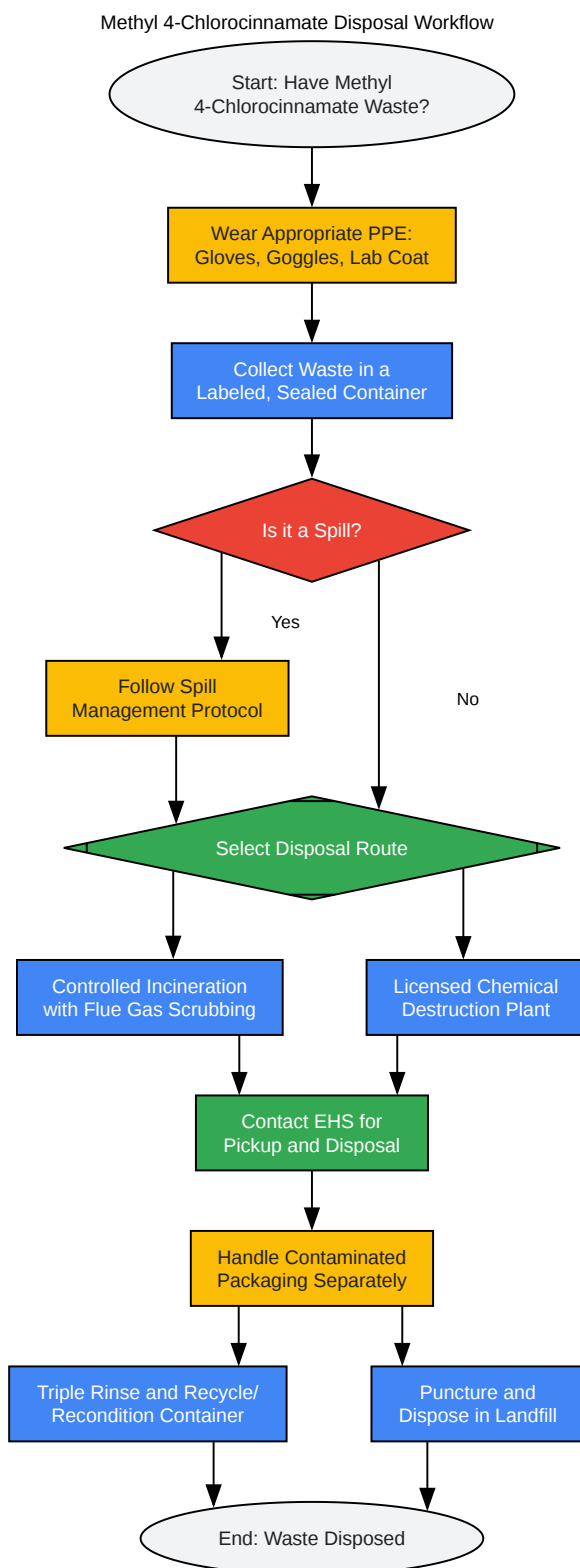 Methyl 4-Chlorocinnamate Disposal Workflow
Start: Have Methyl
4-Chlorocinnamate Waste?
Wear Appropriate PPE:
Gloves, Goggles, Lab Coat
Collect Waste in a
Labeled, Sealed Container
Is it a Spill?
Yes
Follow Spill
Management Protocol
No
Select Disposal Route
Controlled Incineration
with Flue Gas Scrubbing
Licensed Chemical
Destruction Plant
Contact EHS for
Pickup and Disposal
Handle Contaminated
Packaging Separately
Triple Rinse and Recycle/
Recondition Container
Puncture and
Dispose in Landfill
End: Waste Disposed